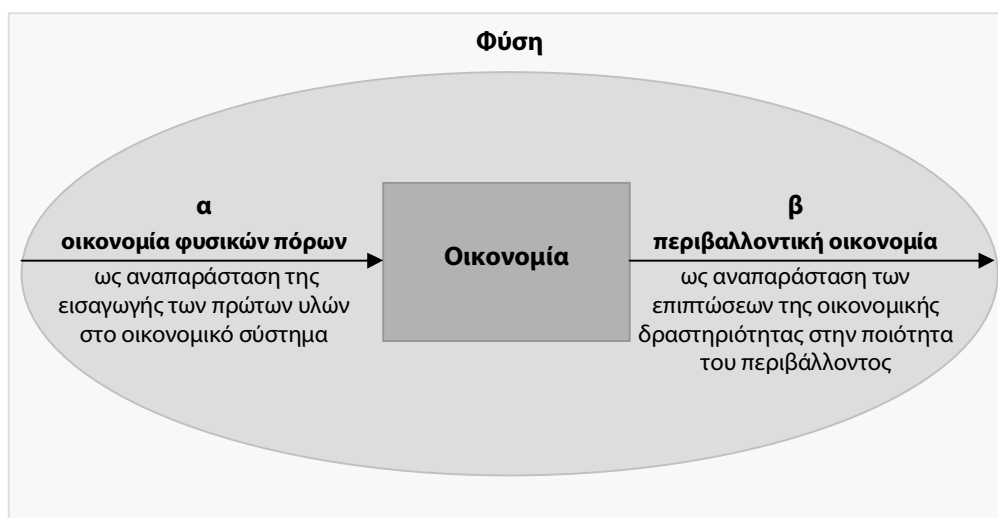 Φύση
α
οικονομία φυσικών πόρων
ως αναπαράσταση της
εισαγωγής των πρώτων υλών
στο οικονομικό σύστημα
Οικονομία
β
περιβαλλοντική οικονομία
ως αναπαράσταση των
επιπτώσεων της οικονομικής
δραστηριότητας στην ποιότητα
του περιβάλλοντος